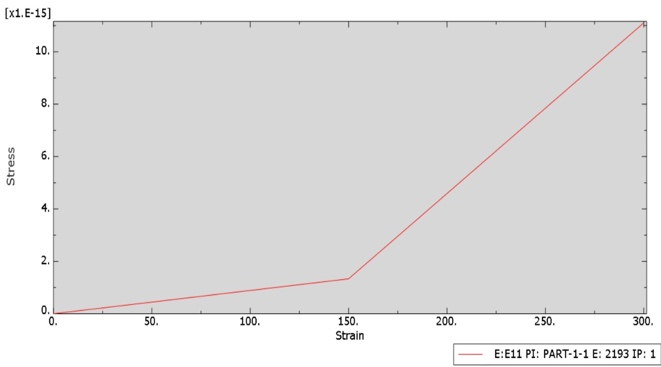 [x1.E-15]
10.
8.
6.
4.
2.
0.
Stress
0. 50. 100. 150. 200. 250. 300.
Strain
E:E11 PI: PART-1-1 E: 2193 IP: 1